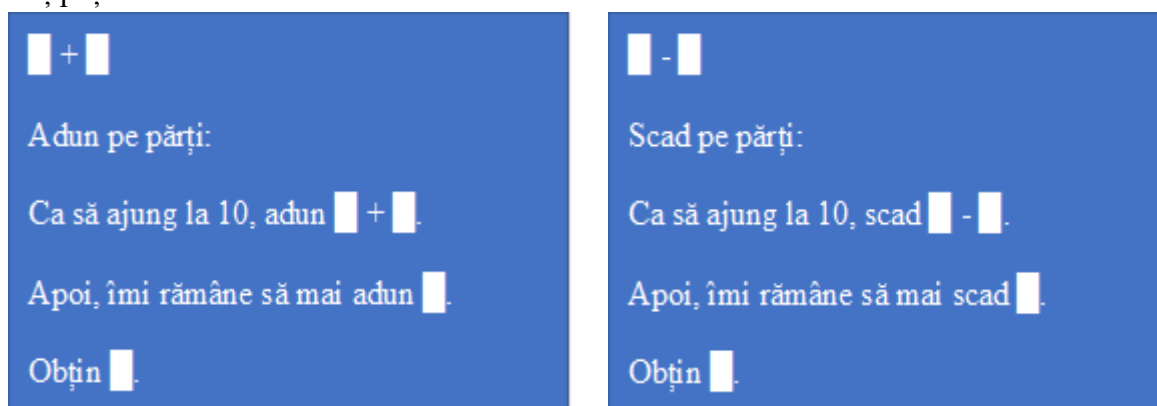 █ + █
Adun pe părți:
Ca să ajung la 10, adun █ + █.
Apoi, îmi rămâne să mai adun █.
Obțin █.
█ - █
Scad pe părți:
Ca să ajung la 10, scad █ - █.
Apoi, îmi rămâne să mai scad █.
Obțin █.